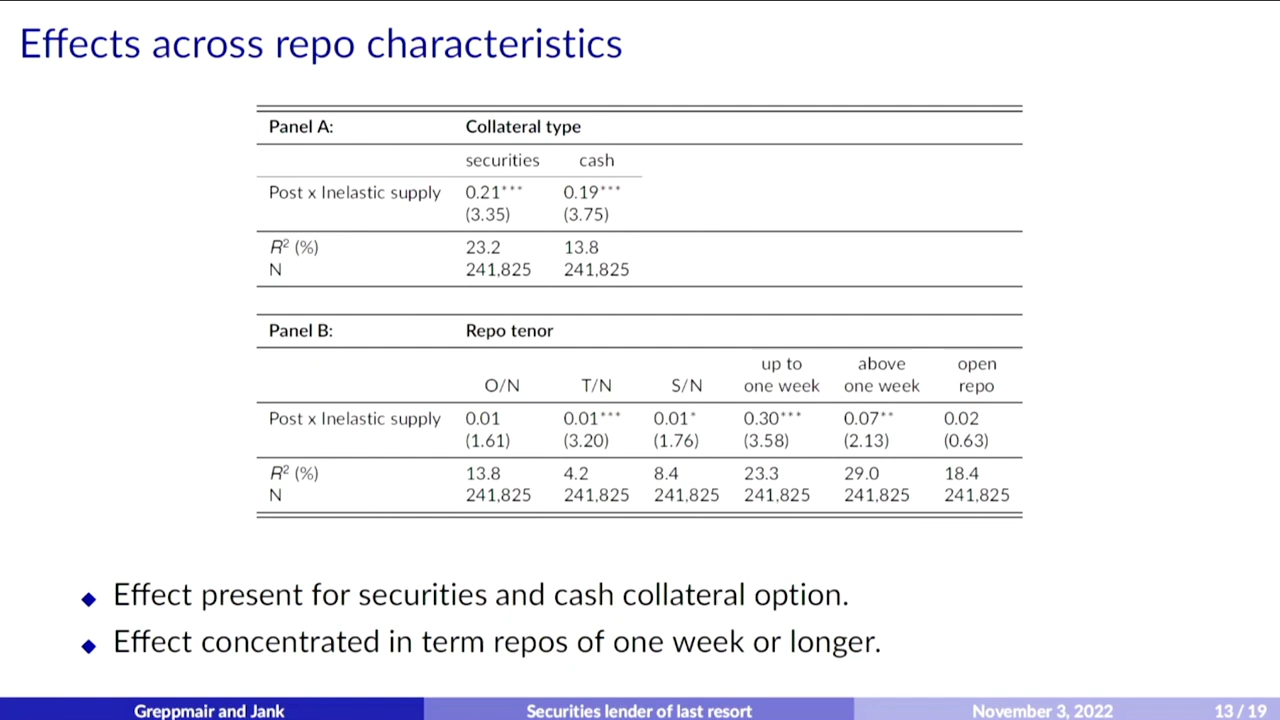 Effects across repo characteristics
Panel A: Collateral type
securities cash
Post x Inelastic supply 0.21*** 0.19***
(3.35) (3.75)
R² (%) 23.2 13.8
N 241,825 241,825
Panel B: Repo tenor
up to above open
O/N T/N S/N one week one week repo
Post x Inelastic supply 0.01 0.01*** 0.01* 0.30*** 0.07** 0.02
(1.61) (3.20) (1.76) (3.58) (2.13) (0.63)
R² (%) 13.8 4.2 8.4 23.3 29.0 18.4
N 241,825 241,825 241,825 241,825 241,825 241,825
◆ Effect present for securities and cash collateral option.
◆ Effect concentrated in term repos of one week or longer.
Greppmair and Jank Securities lender of last resort November 3, 2022 13 / 19